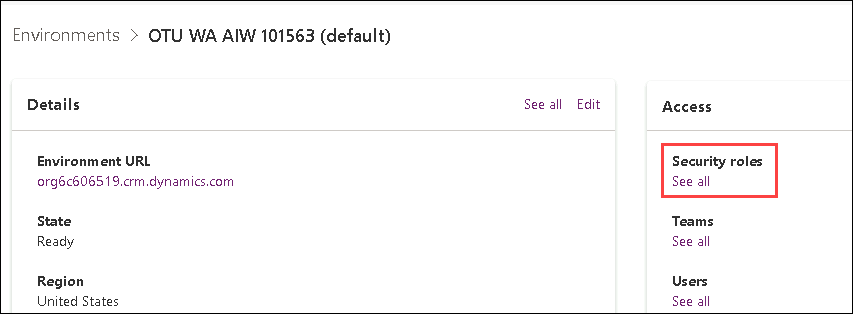 Environments > OTU WA AIW 101563 (default)
Details
See all Edit
Environment URL
org6c606519.crm.dynamics.com
State
Ready
Region
United States
Access
Security roles
See all
Teams
See all
Users
See all